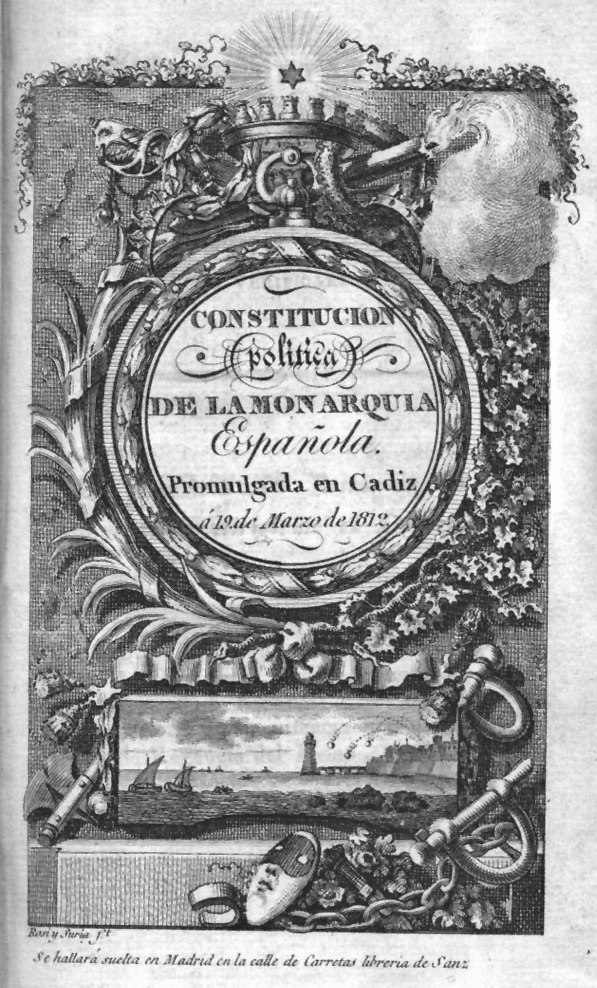 CONSTITUCION
politica
DE LA MONARQUIA
Española.
Promulgada en Cadiz
á 19. de Marzo de 1812.
Rosi y Suria f.t
Se hallará suelta en Madrid en la calle de Carretas libreria de Sanz